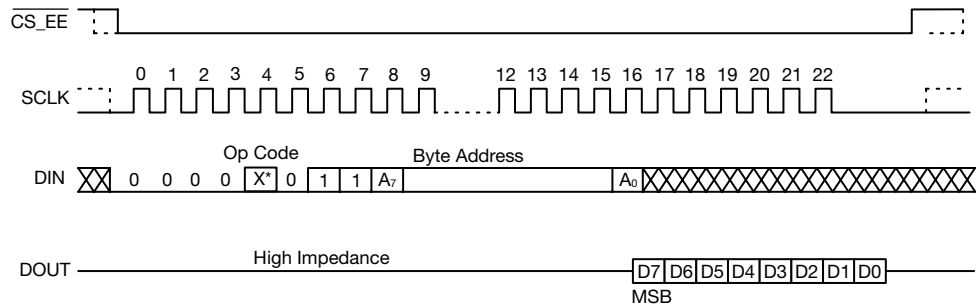 CS_EE
0 1 2 3 4 5 6 7 8 9 12 13 14 15 16 17 18 19 20 21 22
SCLK
Op Code Byte Address
DIN 0 0 0 0 X* 0 1 1 A₇ A₀
High Impedance
DOUT D7 D6 D5 D4 D3 D2 D1 D0
MSB